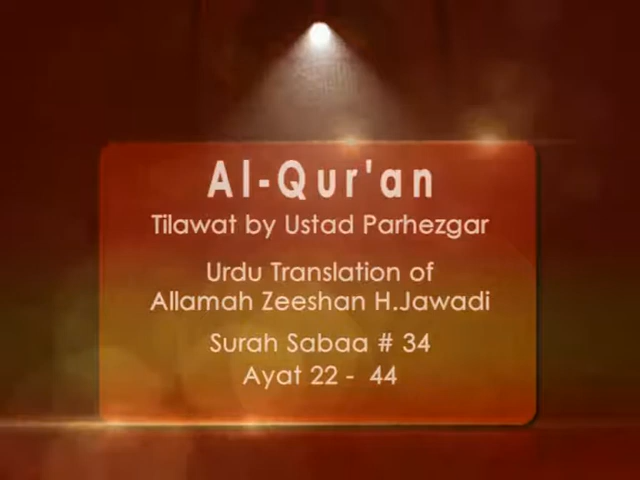 Al-Qur'an
Tilawat by Ustad Parhezgar
Urdu Translation of
Allamah Zeeshan H.Jawadi
Surah Sabaa # 34
Ayat 22 - 44